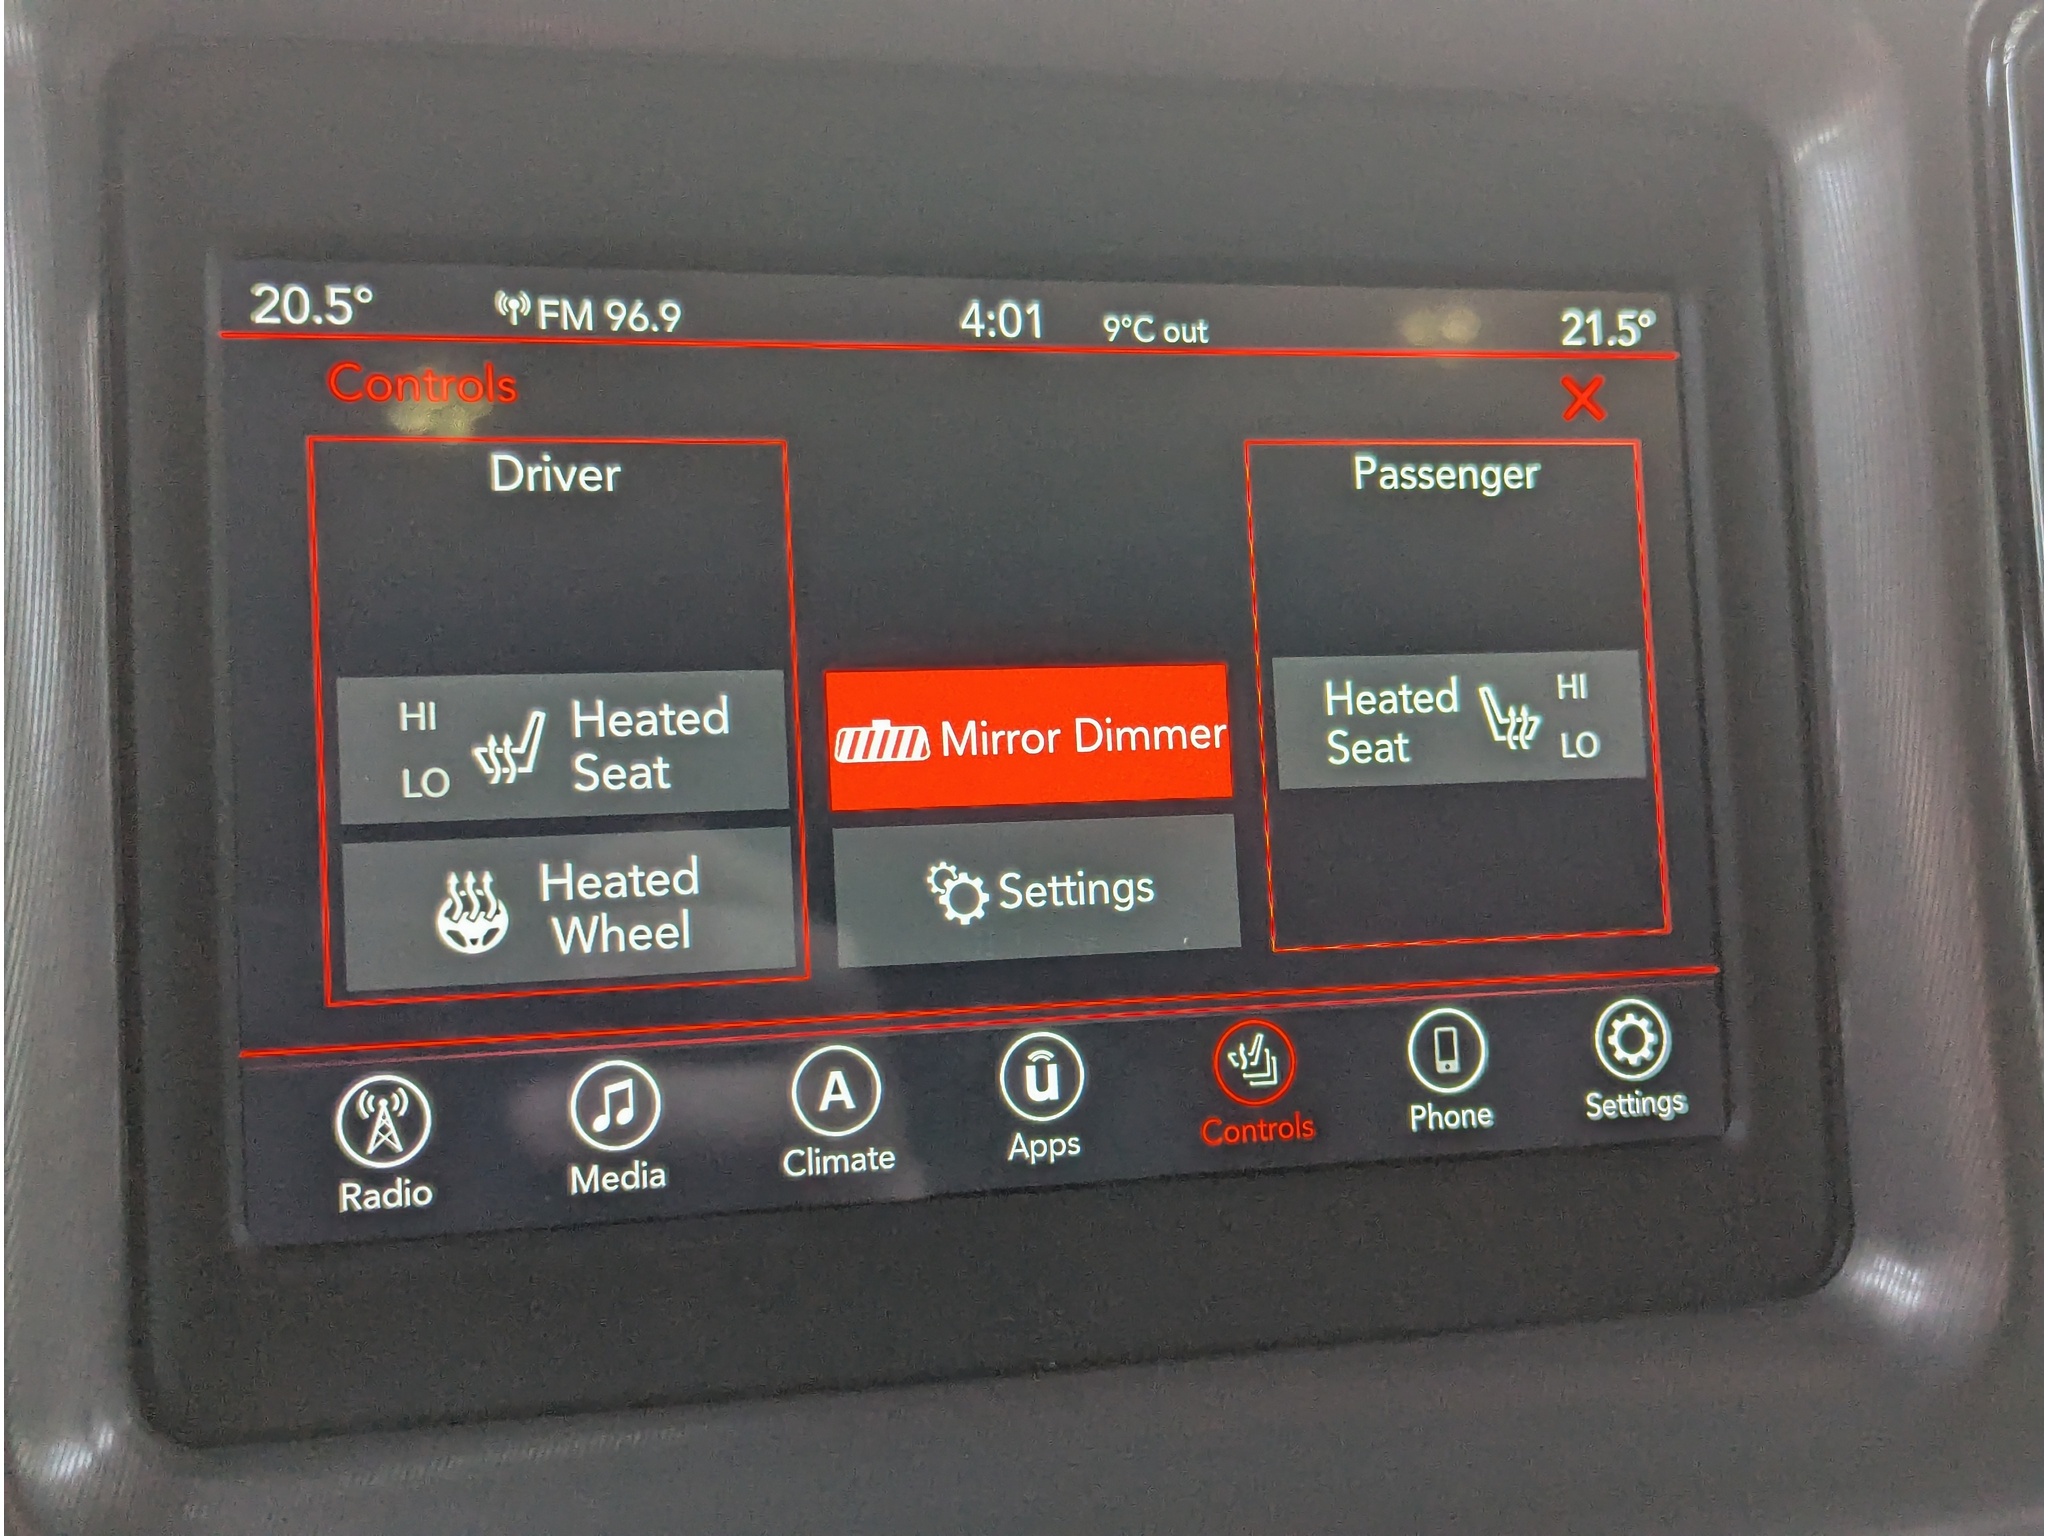 20.5° FM 96.9 4:01 9°C out 21.5°
Controls X
Driver
Passenger
HI
LO
Heated
Seat
Mirror Dimmer
Heated
Seat
HI
LO
Heated
Wheel
Settings
Radio
Media
A
Climate
ū
Apps
Controls
Phone
Settings